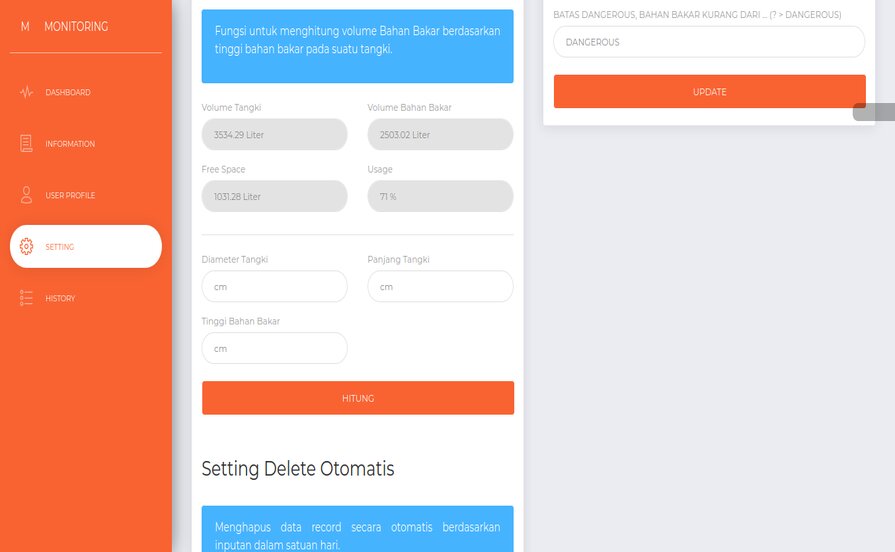 M MONITORING
DASHBOARD
INFORMATION
USER PROFILE
SETTING
HISTORY
Fungsi untuk menghitung volume Bahan Bakar berdasarkan
tinggi bahan bakar pada suatu tangki.
Volume Tangki
Volume Bahan Bakar
3534.29 Liter
2503.02 Liter
Free Space
Usage
1031.28 Liter
71 %
Diameter Tangki
Panjang Tangki
cm
cm
Tinggi Bahan Bakar
cm
HITUNG
Setting Delete Otomatis
Menghapus data record secara otomatis berdasarkan
inputan dalam satuan hari.
BATAS DANGEROUS, BAHAN BAKAR KURANG DARI ... (? > DANGEROUS)
DANGEROUS
UPDATE